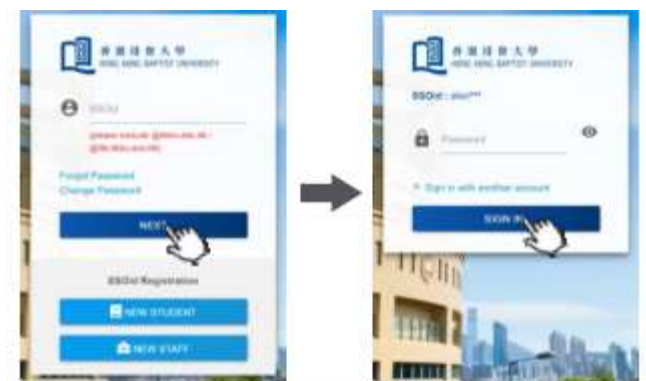 香港浸會大學
HONG KONG BAPTIST UNIVERSITY
SSOid
Forgot Password
Change Password
NEXT
SSOid Registration
NEW STUDENT
NEW STAFF
香港浸會大學
HONG KONG BAPTIST UNIVERSITY
SSOid :
Password
Sign in with another account
SIGN IN